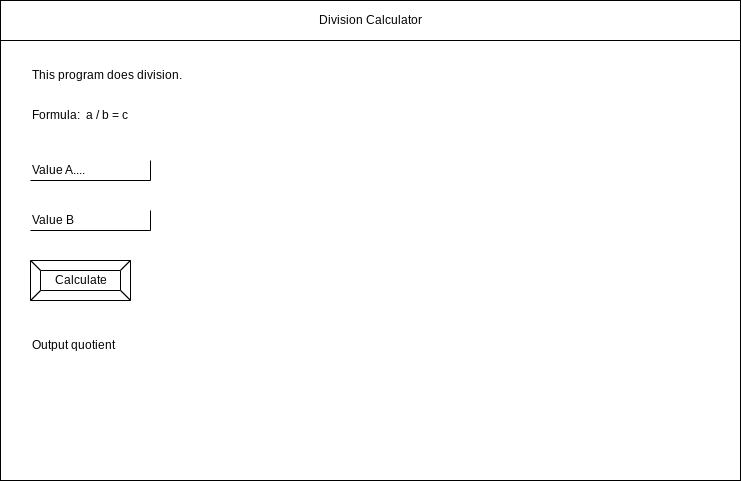 Division Calculator
This program does division.
Formula:  a / b = c
Value A....
Value B
Calculate
Output quotient